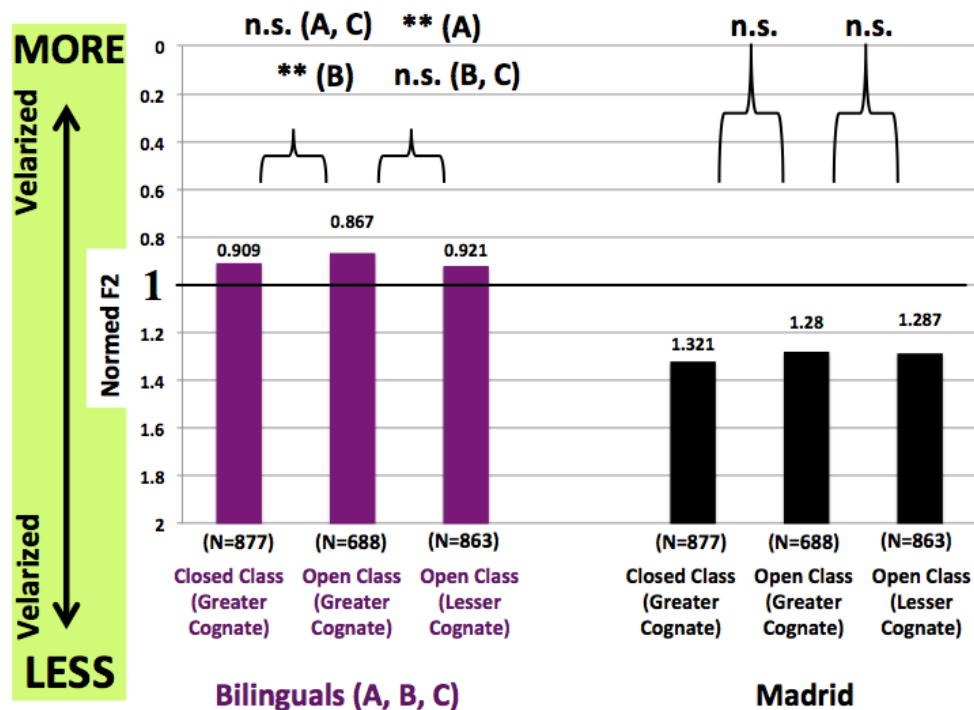 MORE
Velarized
Velarized
LESS
Normed F2
0
0.2
0.4
0.6
0.8
1
1.2
1.4
1.6
1.8
2
n.s. (A, C)
** (A)
** (B)
n.s. (B, C)
n.s.
n.s.
0.909
0.867
0.921
1.321
1.28
1.287
(N=877)
(N=688)
(N=863)
(N=877)
(N=688)
(N=863)
Closed Class
(Greater
Cognate)
Open Class
(Greater
Cognate)
Open Class
(Lesser
Cognate)
Closed Class
(Greater
Cognate)
Open Class
(Greater
Cognate)
Open Class
(Lesser
Cognate)
Bilinguals (A, B, C)
Madrid